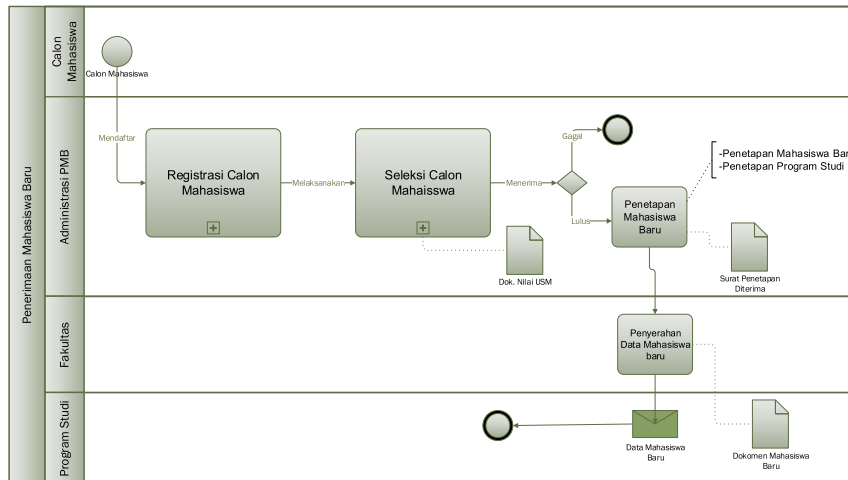 Penerimaan Mahasiswa Baru
Calon
Mahasiswa
Calon Mahasiswa
Administrasi PMB
Mendaftar
Registrasi Calon
Mahasiswa
Melaksanakan
Seleksi Calon
Mahaisswa
Menerima
Gagal
Lulus
Dok. Nilai USM
Penetapan
Mahasiswa
Baru
-Penetapan Mahasiswa Bar
-Penetapan Program Studi
Surat Penetapan
Diterima
Fakultas
Penyerahan
Data Mahasiswa
baru
Program Studi
Data Mahasiswa
Baru
Dokomen Mahasiswa
Baru